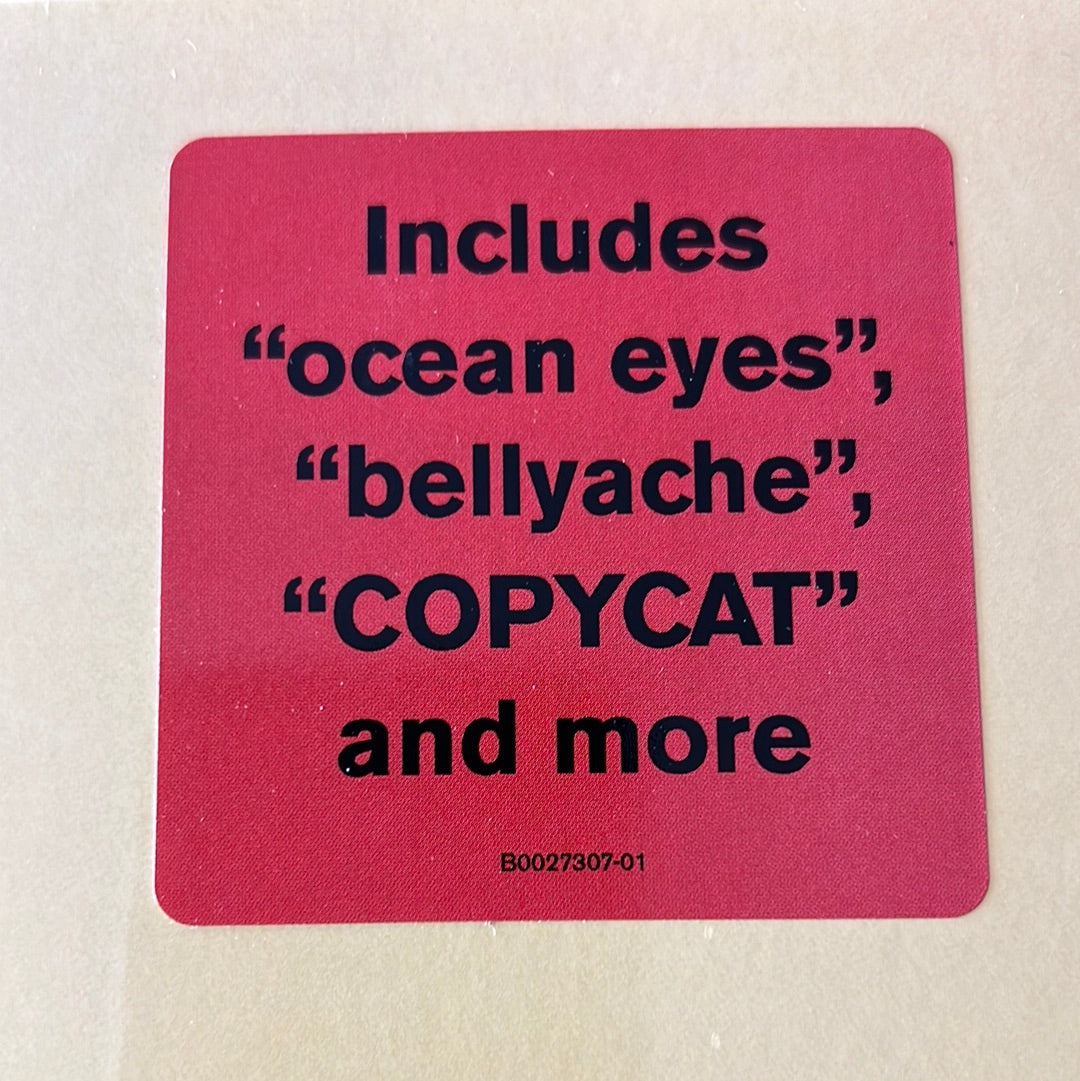 Includes
“ocean eyes”,
“bellyache”,
“COPYCAT”
and more
B0027307-01